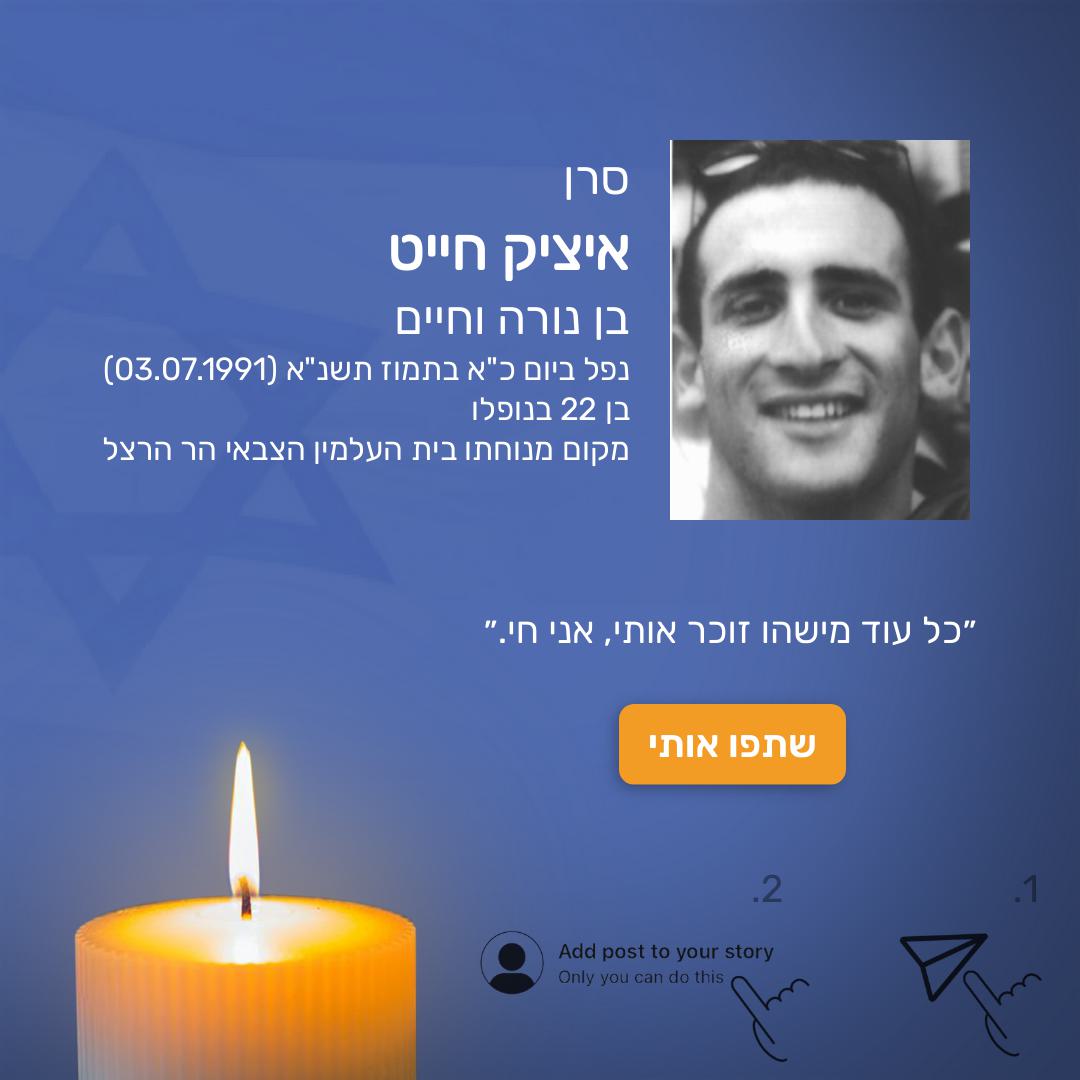 סרן
איציק חייט
בן נורה וחיים
נפל ביום כ"א בתמוז תשנ"א (03.07.1991)
בן 22 בנופלו
מקום מנוחתו בית העלמין הצבאי הר הרצל
״כל עוד מישהו זוכר אותי, אני חי.״
שתפו אותי
1.
2.
Add post to your story
Only you can do this